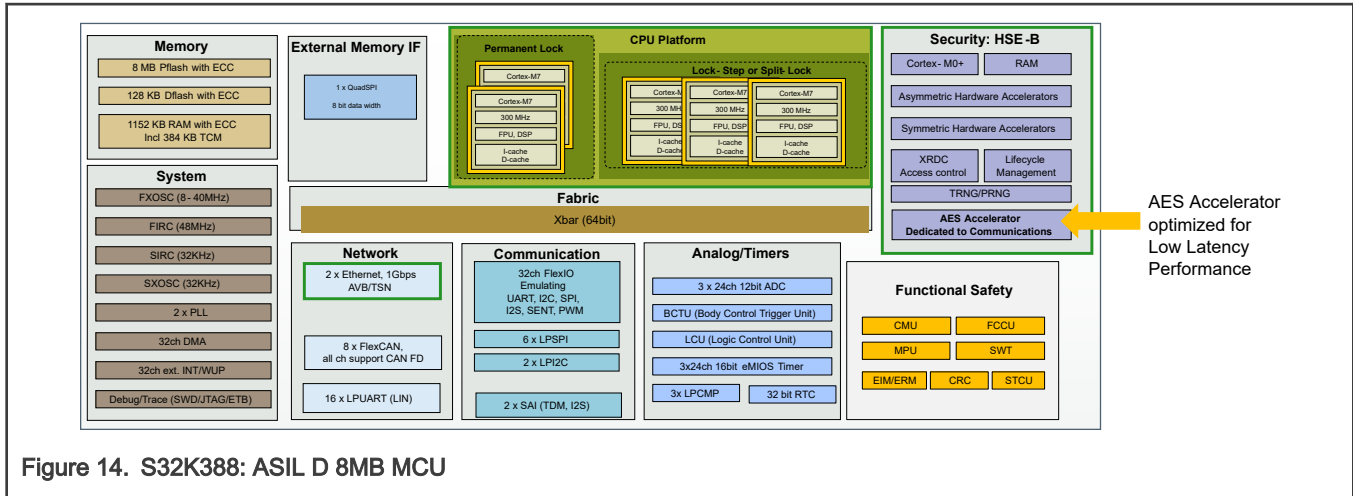 Memory
8 MB Pflash with ECC
128 KB Dflash with ECC
1152 KB RAM with ECC
Incl 384 KB TCM
System
FXOSC (8- 40MHz)
FIRC (48MHz)
SIRC (32KHz)
SXOSC (32KHz)
2 x PLL
32ch DMA
32ch ext. INT/WUP
Debug/Trace (SWD/JTAG/ETB)
External Memory IF
1 x QuadSPI
8 bit data width
CPU Platform
Permanent Lock
Cortex-M7
Cortex-M7
300 MHz
FPU, DSP
I-cache
D-cache
Lock- Step or Split- Lock
Cortex-M
300 MH
FPU, DS
I-cache
D-cache
Cortex-M7
300 MHz
FPU, DSP
I-cache
D-cache
Cortex-M7
300 MHz
FPU, DSP
I-cache
D-cache
Fabric
Xbar (64bit)
Network
2 x Ethernet, 1Gbps
AVB/TSN
8 x FlexCAN,
all ch support CAN FD
16 x LPUART (LIN)
Communication
32ch FlexIO
Emulating
UART, I2C, SPI,
I2S, SENT, PWM
6 x LPSPI
2 x LPI2C
2 x SAI (TDM, I2S)
Analog/Timers
3 x 24ch 12bit ADC
BCTU (Body Control Trigger Unit)
LCU (Logic Control Unit)
3x24ch 16bit eMIOS Timer
3x LPCMP
32 bit RTC
Security: HSE-B
Cortex- M0+
RAM
Asymmetric Hardware Accelerators
Symmetric Hardware Accelerators
XRDC
Access control
Lifecycle
Management
TRNG/PRNG
AES Accelerator
Dedicated to Communications
AES Accelerator
optimized for
Low Latency
Performance
Functional Safety
CMU
FCCU
MPU
SWT
EIM/ERM
CRC
STCU
Figure 14. S32K388: ASIL D 8MB MCU